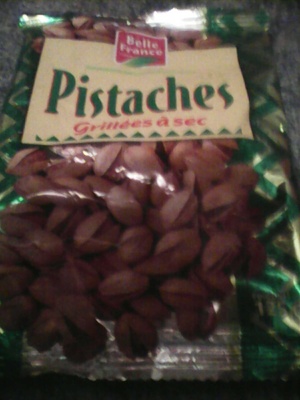 Belle
France
Pistaches
Grillées à sec